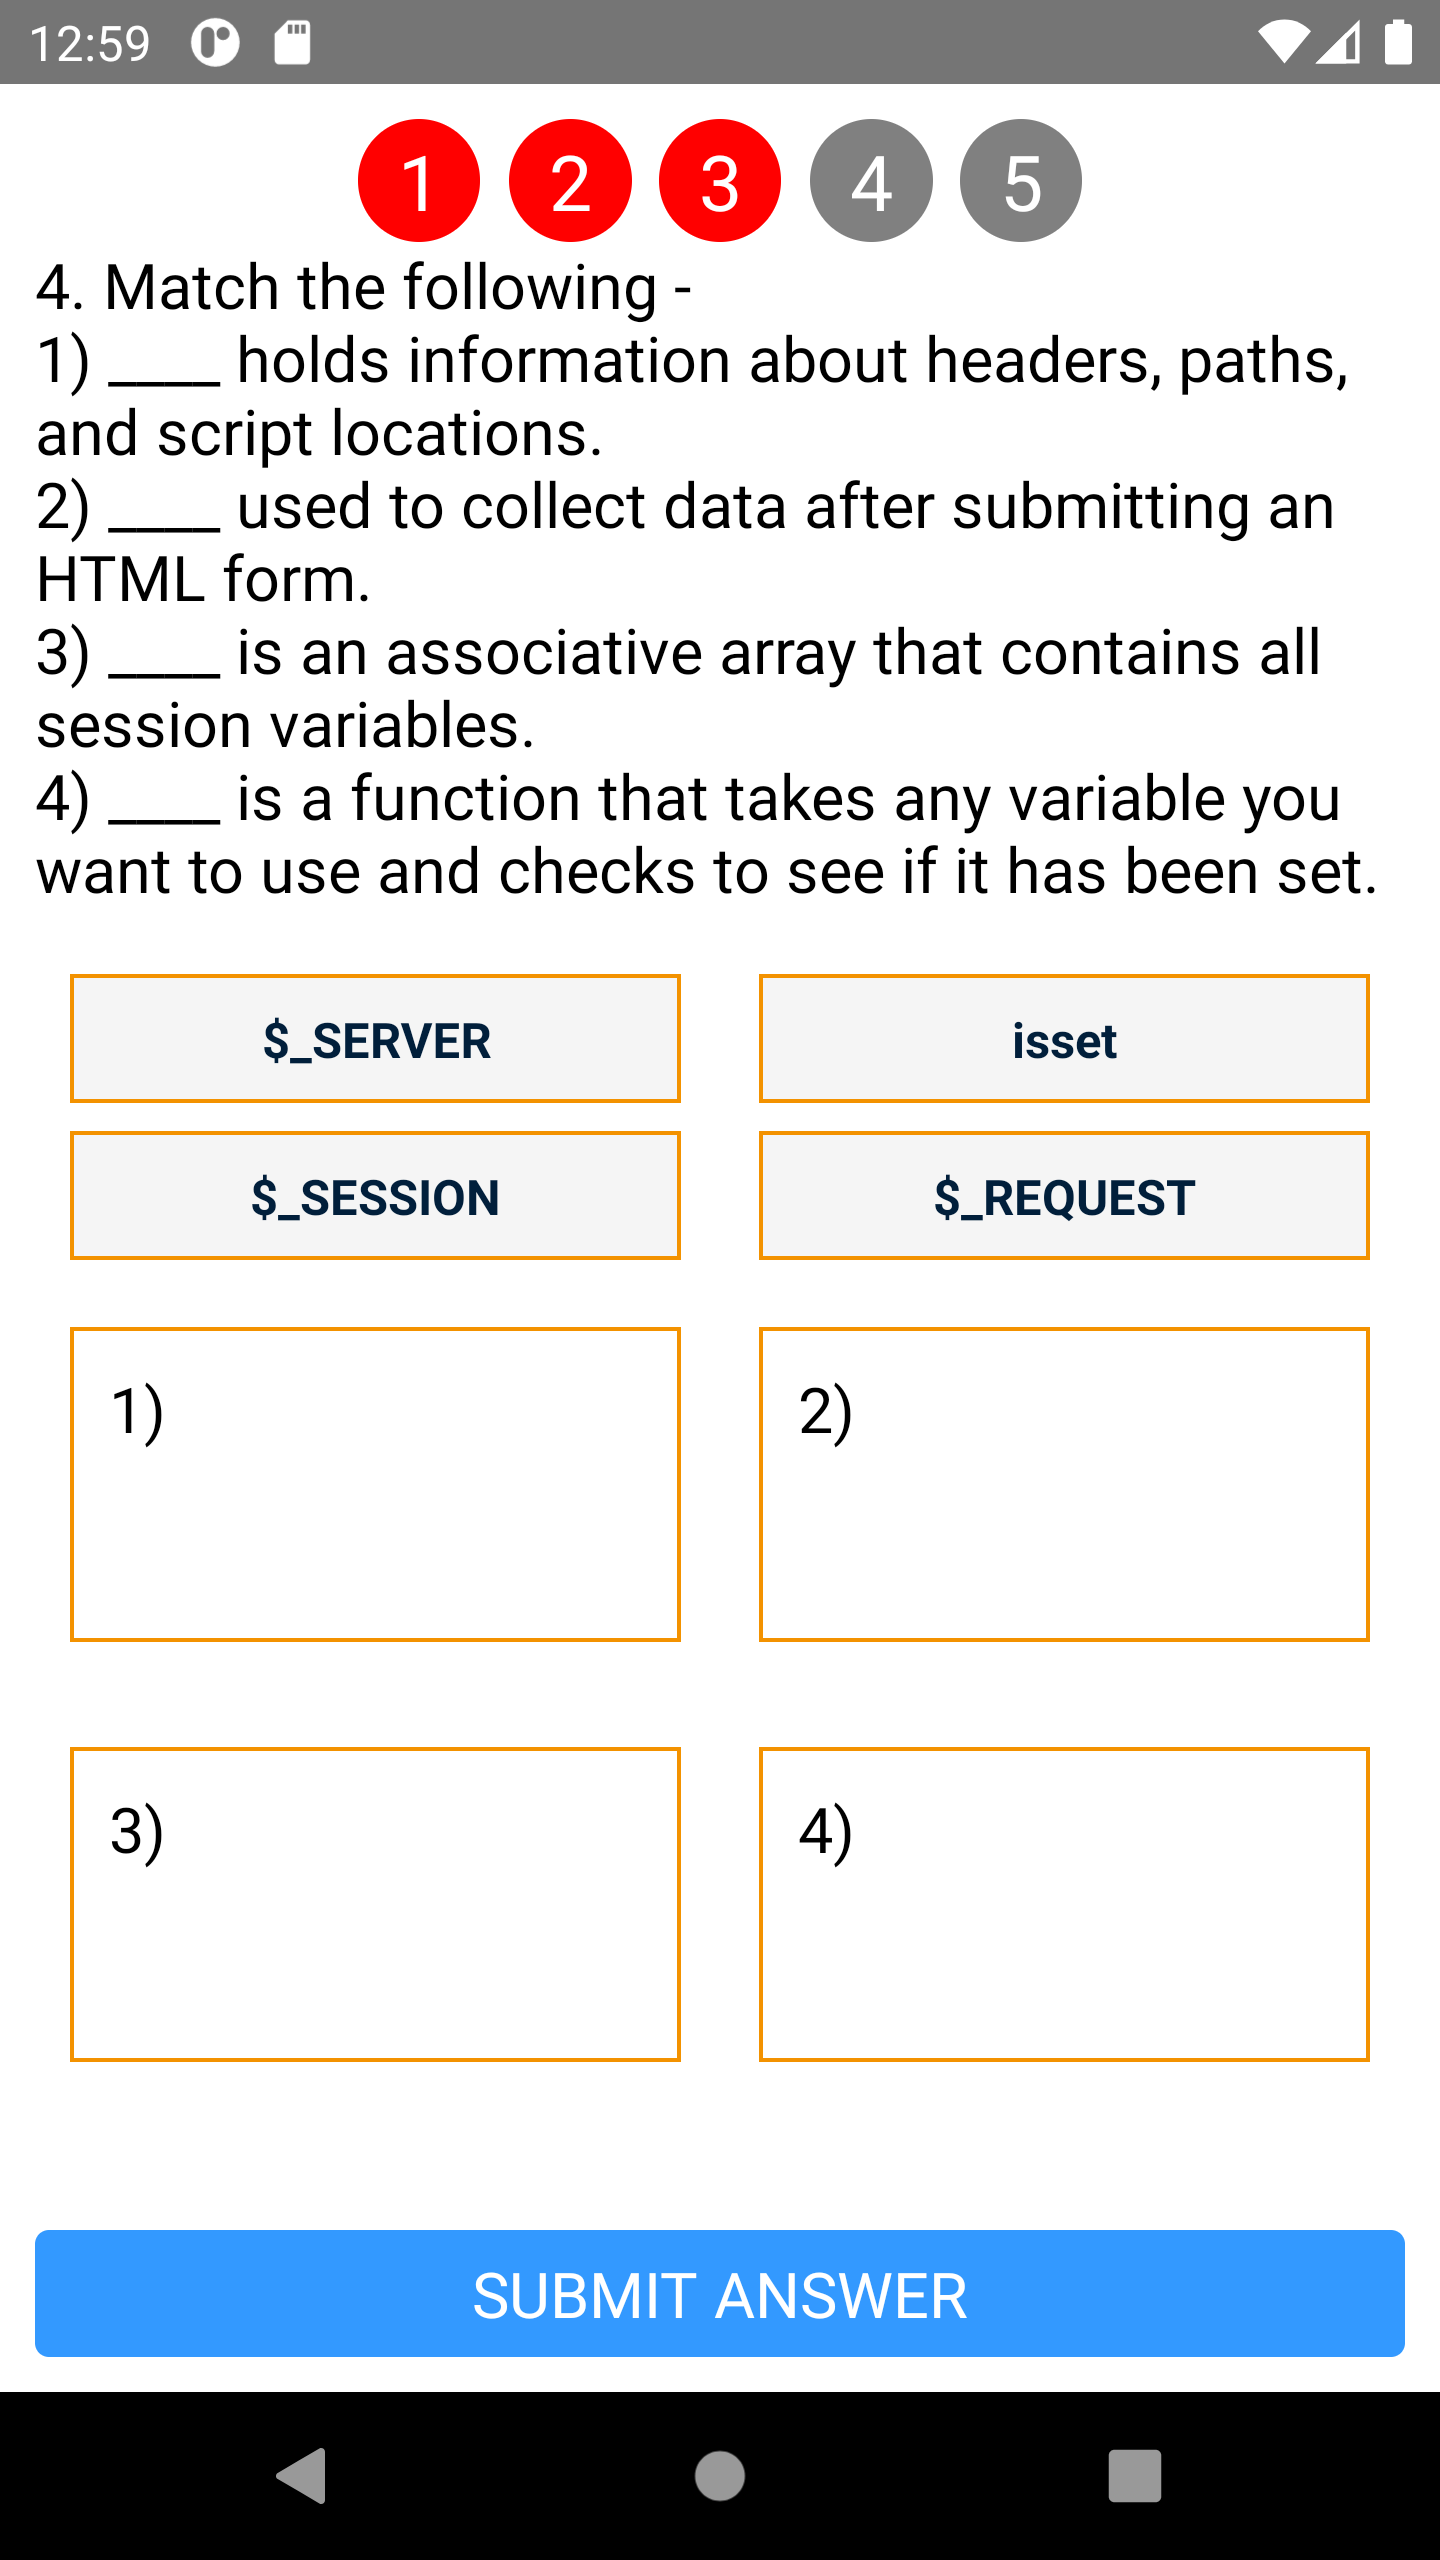 12:59
1 2 3 4 5
4. Match the following -
1) ____ holds information about headers, paths,
and script locations.
2) ____ used to collect data after submitting an
HTML form.
3) ____ is an associative array that contains all
session variables.
4) ____ is a function that takes any variable you
want to use and checks to see if it has been set.
$_SERVER isset
$_SESSION $_REQUEST
1) 2)
3) 4)
SUBMIT ANSWER